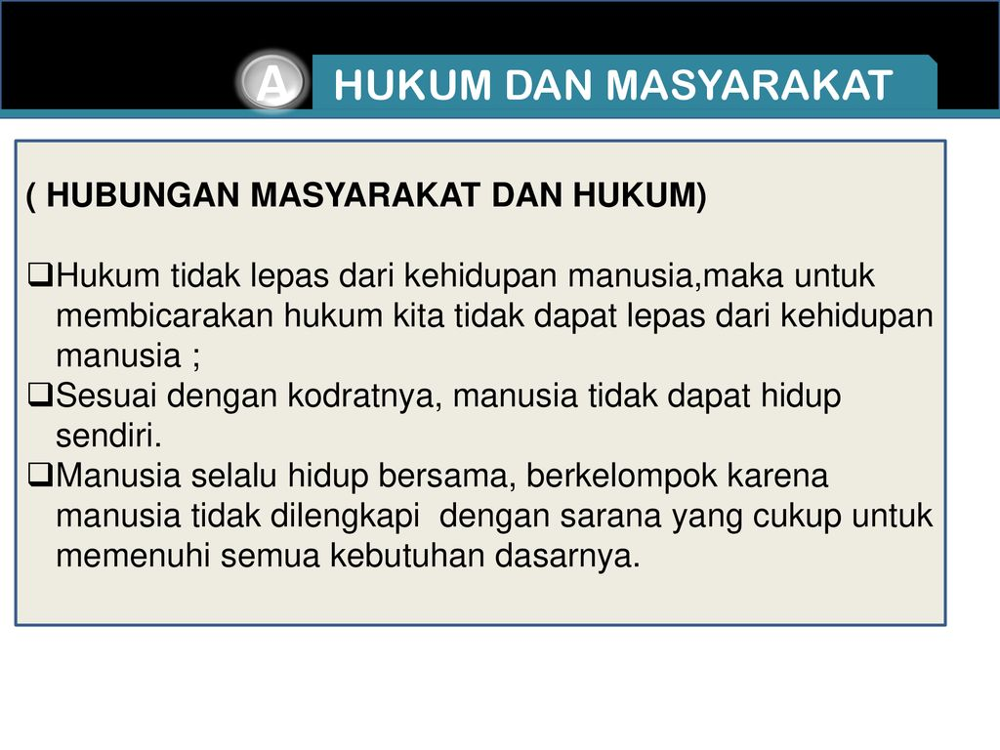 A HUKUM DAN MASYARAKAT
( HUBUNGAN MASYARAKAT DAN HUKUM)
❑Hukum tidak lepas dari kehidupan manusia,maka untuk
membicarakan hukum kita tidak dapat lepas dari kehidupan
manusia ;
❑Sesuai dengan kodratnya, manusia tidak dapat hidup
sendiri.
❑Manusia selalu hidup bersama, berkelompok karena
manusia tidak dilengkapi  dengan sarana yang cukup untuk
memenuhi semua kebutuhan dasarnya.